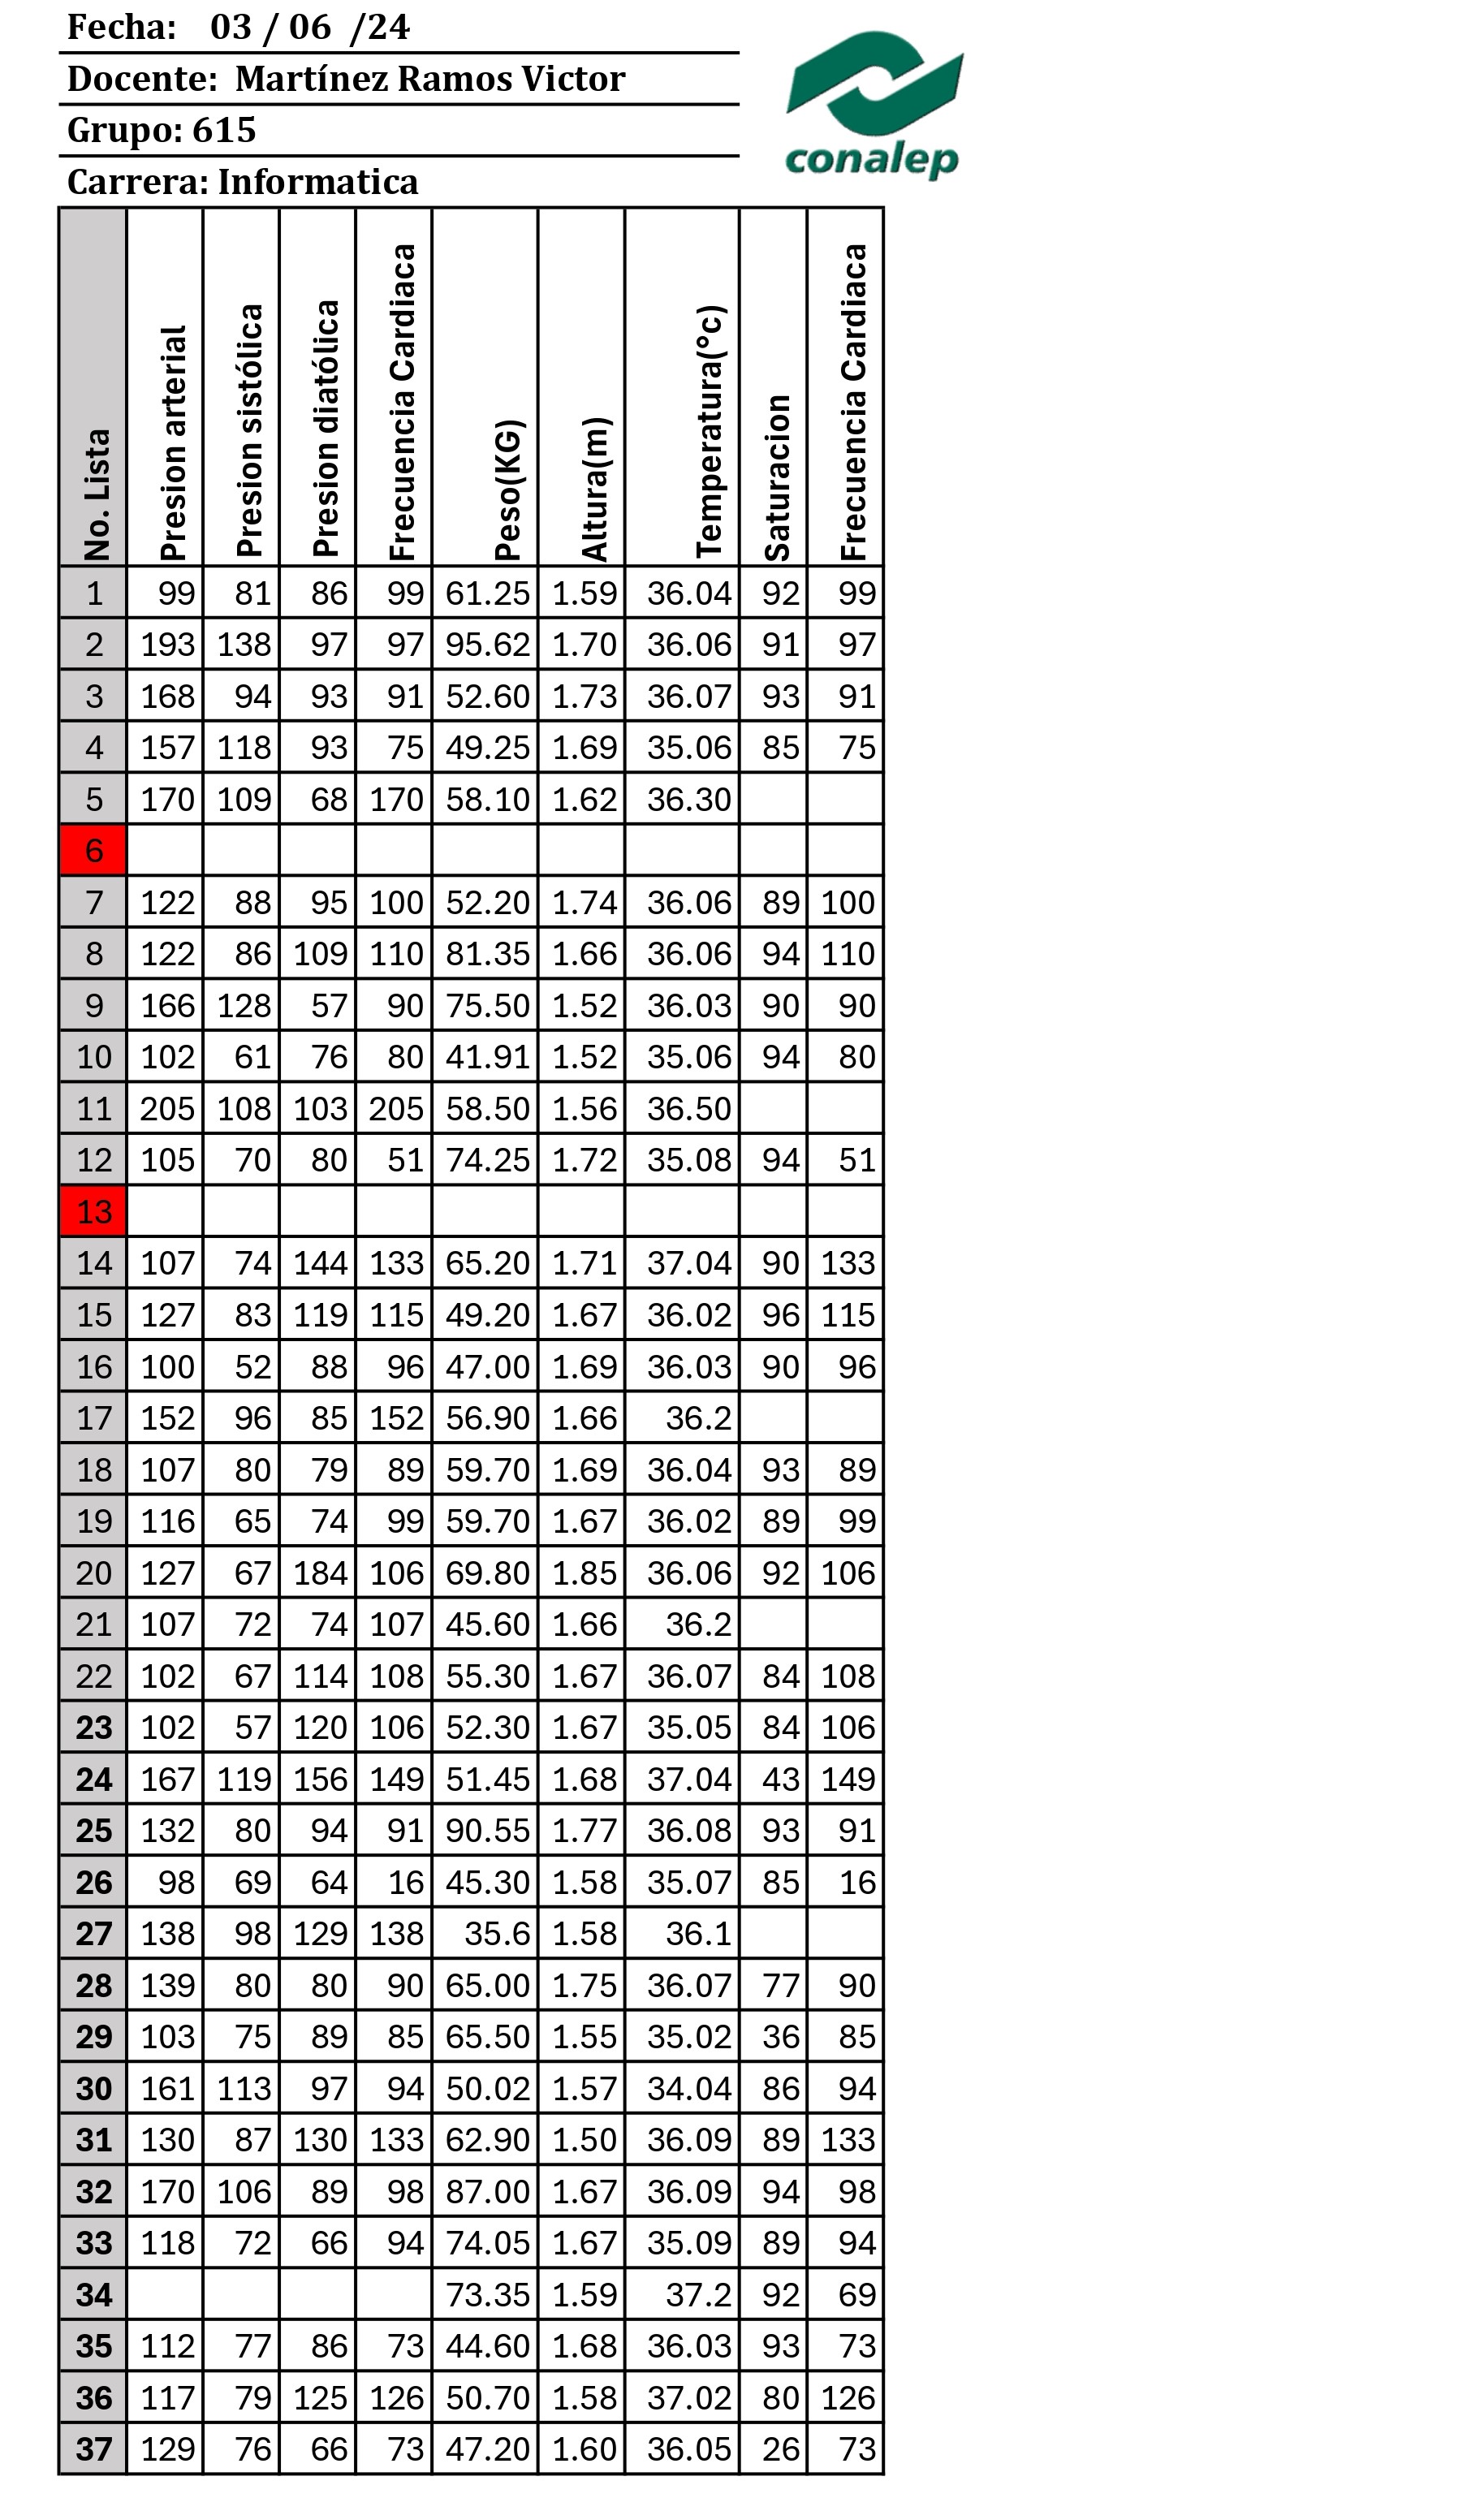 Fecha: 03 / 06 /24
Docente: Martínez Ramos Victor
Grupo: 615
Carrera: Informatica
conalep
No. Lista Presion arterial Presion sistólica Presion diatólica Frecuencia Cardiaca Peso(KG) Altura(m) Temperatura(°c) Saturacion Frecuencia Cardiaca
1 99 81 86 99 61.25 1.59 36.04 92 99
2 193 138 97 97 95.62 1.70 36.06 91 97
3 168 94 93 91 52.60 1.73 36.07 93 91
4 157 118 93 75 49.25 1.69 35.06 85 75
5 170 109 68 170 58.10 1.62 36.30
6
7 122 88 95 100 52.20 1.74 36.06 89 100
8 122 86 109 110 81.35 1.66 36.06 94 110
9 166 128 57 90 75.50 1.52 36.03 90 90
10 102 61 76 80 41.91 1.52 35.06 94 80
11 205 108 103 205 58.50 1.56 36.50
12 105 70 80 51 74.25 1.72 35.08 94 51
13
14 107 74 144 133 65.20 1.71 37.04 90 133
15 127 83 119 115 49.20 1.67 36.02 96 115
16 100 52 88 96 47.00 1.69 36.03 90 96
17 152 96 85 152 56.90 1.66 36.2
18 107 80 79 89 59.70 1.69 36.04 93 89
19 116 65 74 99 59.70 1.67 36.02 89 99
20 127 67 184 106 69.80 1.85 36.06 92 106
21 107 72 74 107 45.60 1.66 36.2
22 102 67 114 108 55.30 1.67 36.07 84 108
23 102 57 120 106 52.30 1.67 35.05 84 106
24 167 119 156 149 51.45 1.68 37.04 43 149
25 132 80 94 91 90.55 1.77 36.08 93 91
26 98 69 64 16 45.30 1.58 35.07 85 16
27 138 98 129 138 35.6 1.58 36.1
28 139 80 80 90 65.00 1.75 36.07 77 90
29 103 75 89 85 65.50 1.55 35.02 36 85
30 161 113 97 94 50.02 1.57 34.04 86 94
31 130 87 130 133 62.90 1.50 36.09 89 133
32 170 106 89 98 87.00 1.67 36.09 94 98
33 118 72 66 94 74.05 1.67 35.09 89 94
34 73.35 1.59 37.2 92 69
35 112 77 86 73 44.60 1.68 36.03 93 73
36 117 79 125 126 50.70 1.58 37.02 80 126
37 129 76 66 73 47.20 1.60 36.05 26 73